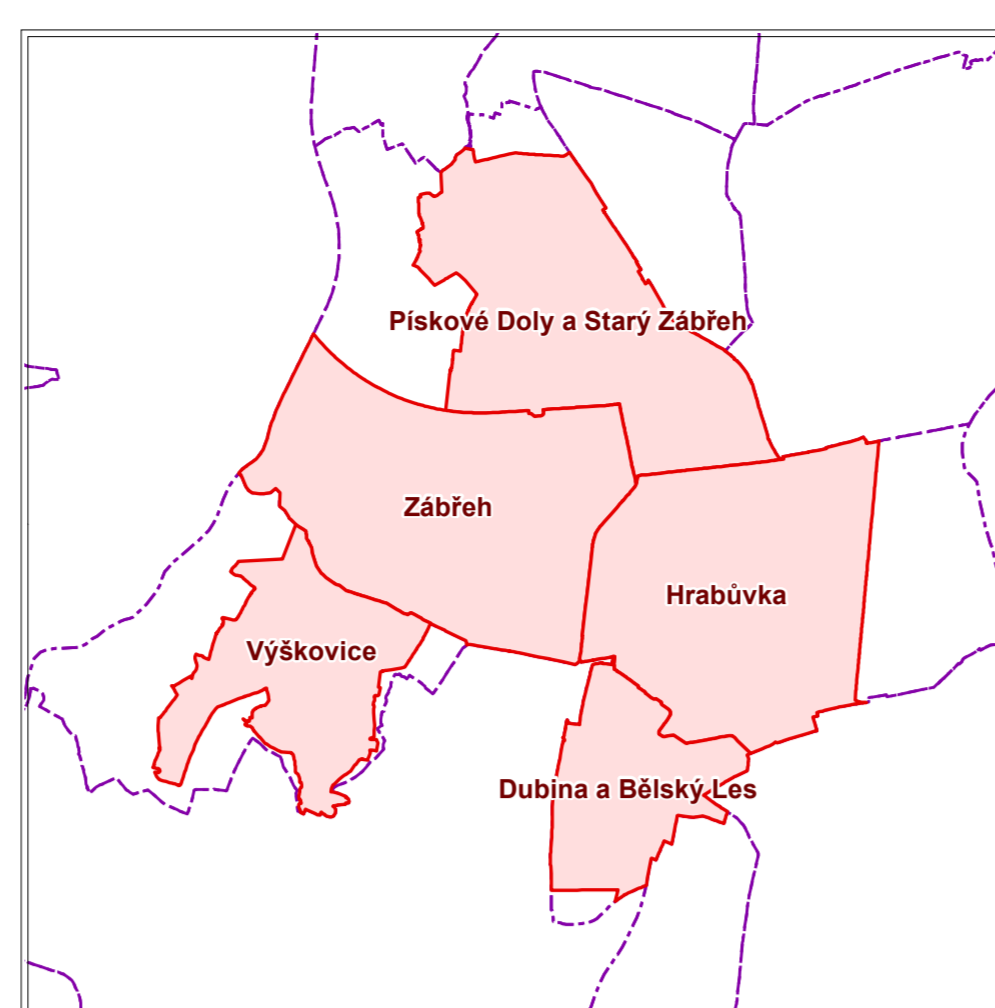 Pískové Doly a Starý Zábřeh
Zábřeh
Hrabůvka
Výškovice
Dubina a Bělský Les